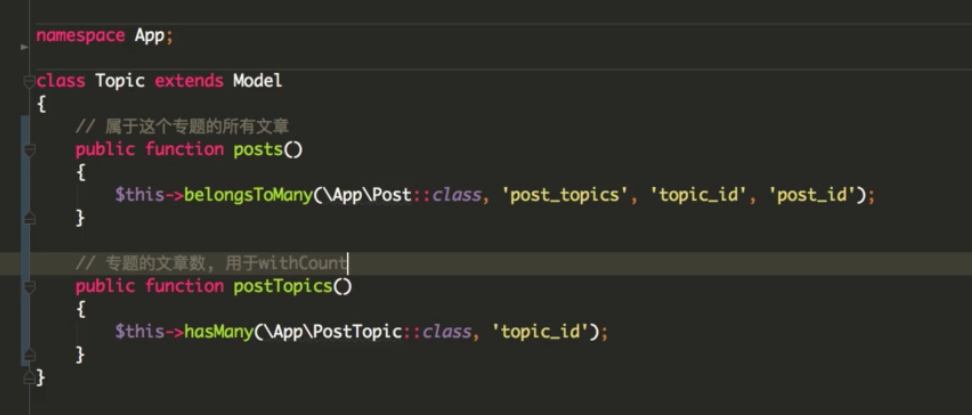 namespace App;
class Topic extends Model
{
// 属于这个专题的所有文章
public function posts()
{
$this->belongsToMany(\App\Post::class, 'post_topics', 'topic_id', 'post_id');
}
// 专题的文章数, 用于withCount
public function postTopics()
{
$this->hasMany(\App\PostTopic::class, 'topic_id');
}
}